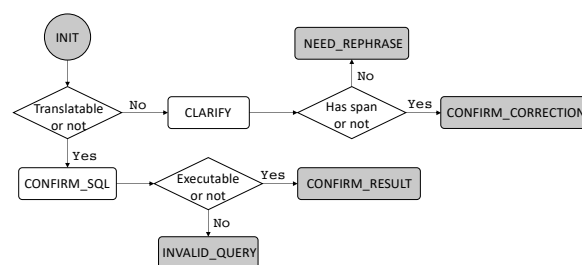 INIT
NEED_REPHRASE
No
Translatable
or not
No
CLARIFY
Has span
or not
Yes
CONFIRM_CORRECTION
Yes
CONFIRM_SQL
Executable
or not
Yes
CONFIRM_RESULT
No
INVALID_QUERY